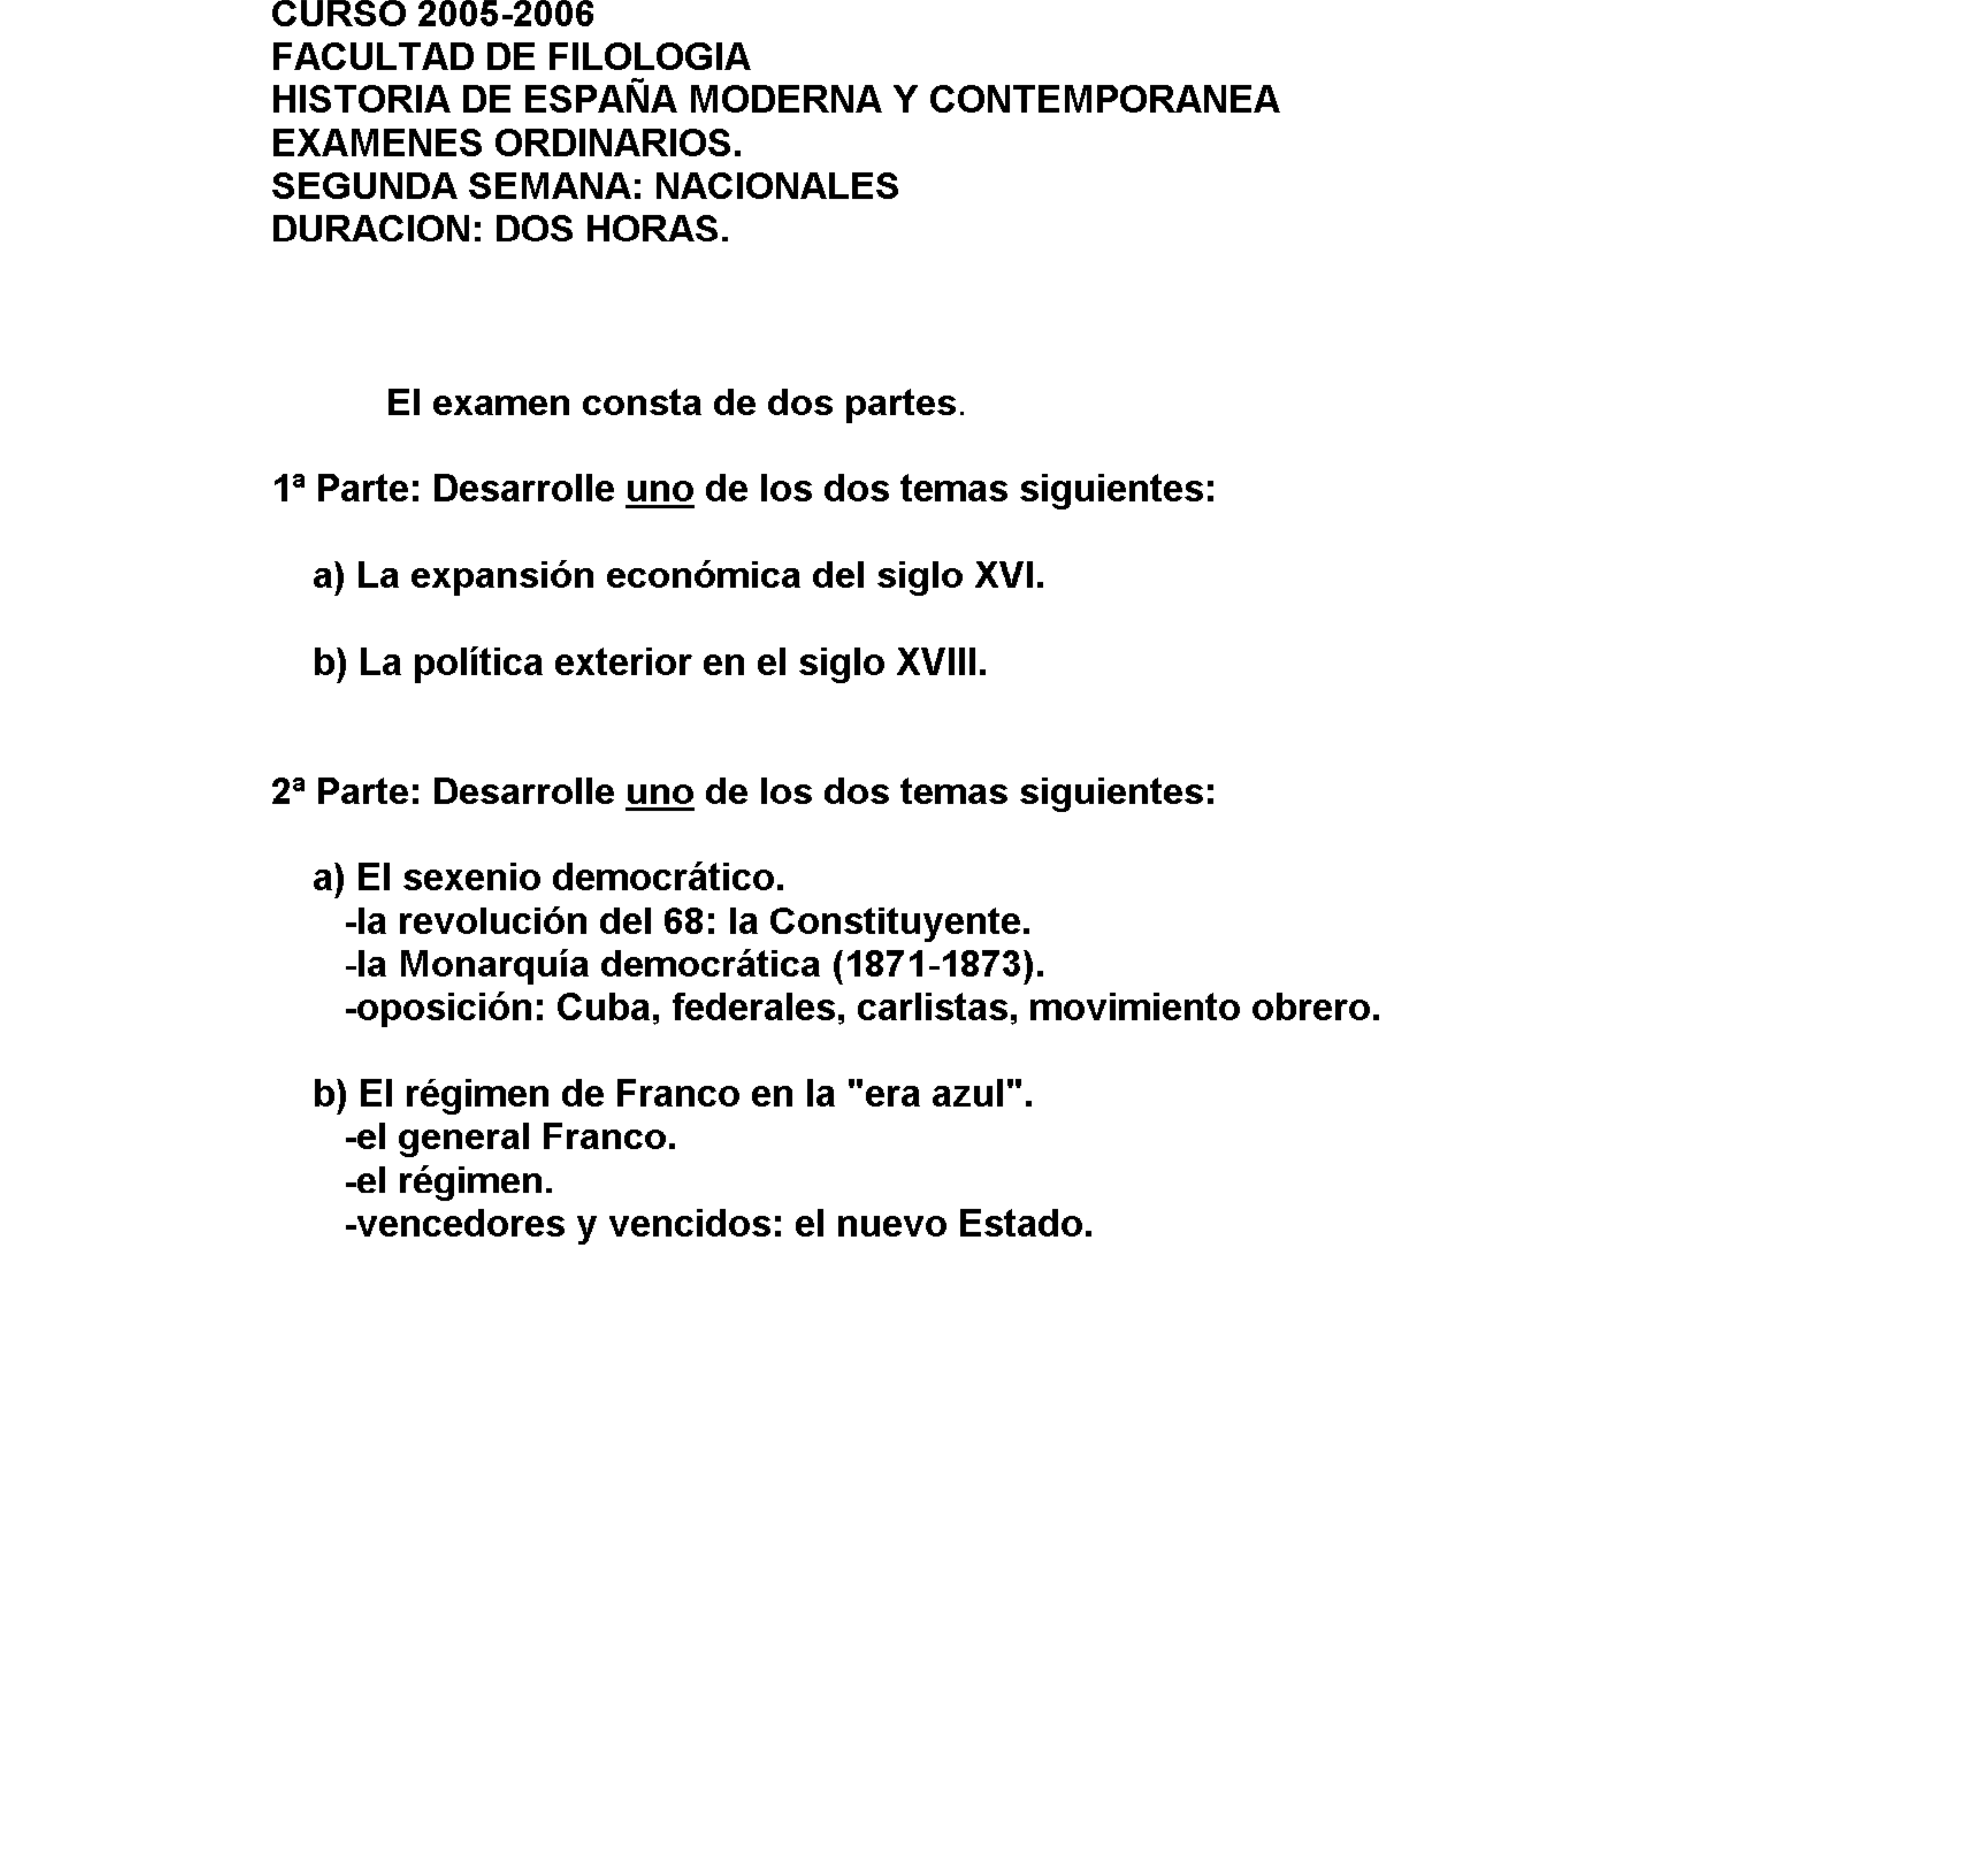 CURSO 2005-2006
FACULTAD DE FILOLOGIA
HISTORIA DE ESPAÑA MODERNA Y CONTEMPORANEA
EXAMENES ORDINARIOS.
SEGUNDA SEMANA: NACIONALES
DURACION: DOS HORAS.
El examen consta de dos partes.
1ª Parte: Desarrolle uno de los dos temas siguientes:
a) La expansión económica del siglo XVI.
b) La política exterior en el siglo XVIII.
2ª Parte: Desarrolle uno de los dos temas siguientes:
a) El sexenio democrático.
-la revolución del 68: la Constituyente.
-la Monarquía democrática (1871-1873).
-oposición: Cuba, federales, carlistas, movimiento obrero.
b) El régimen de Franco en la "era azul".
-el general Franco.
-el régimen.
-vencedores y vencidos: el nuevo Estado.